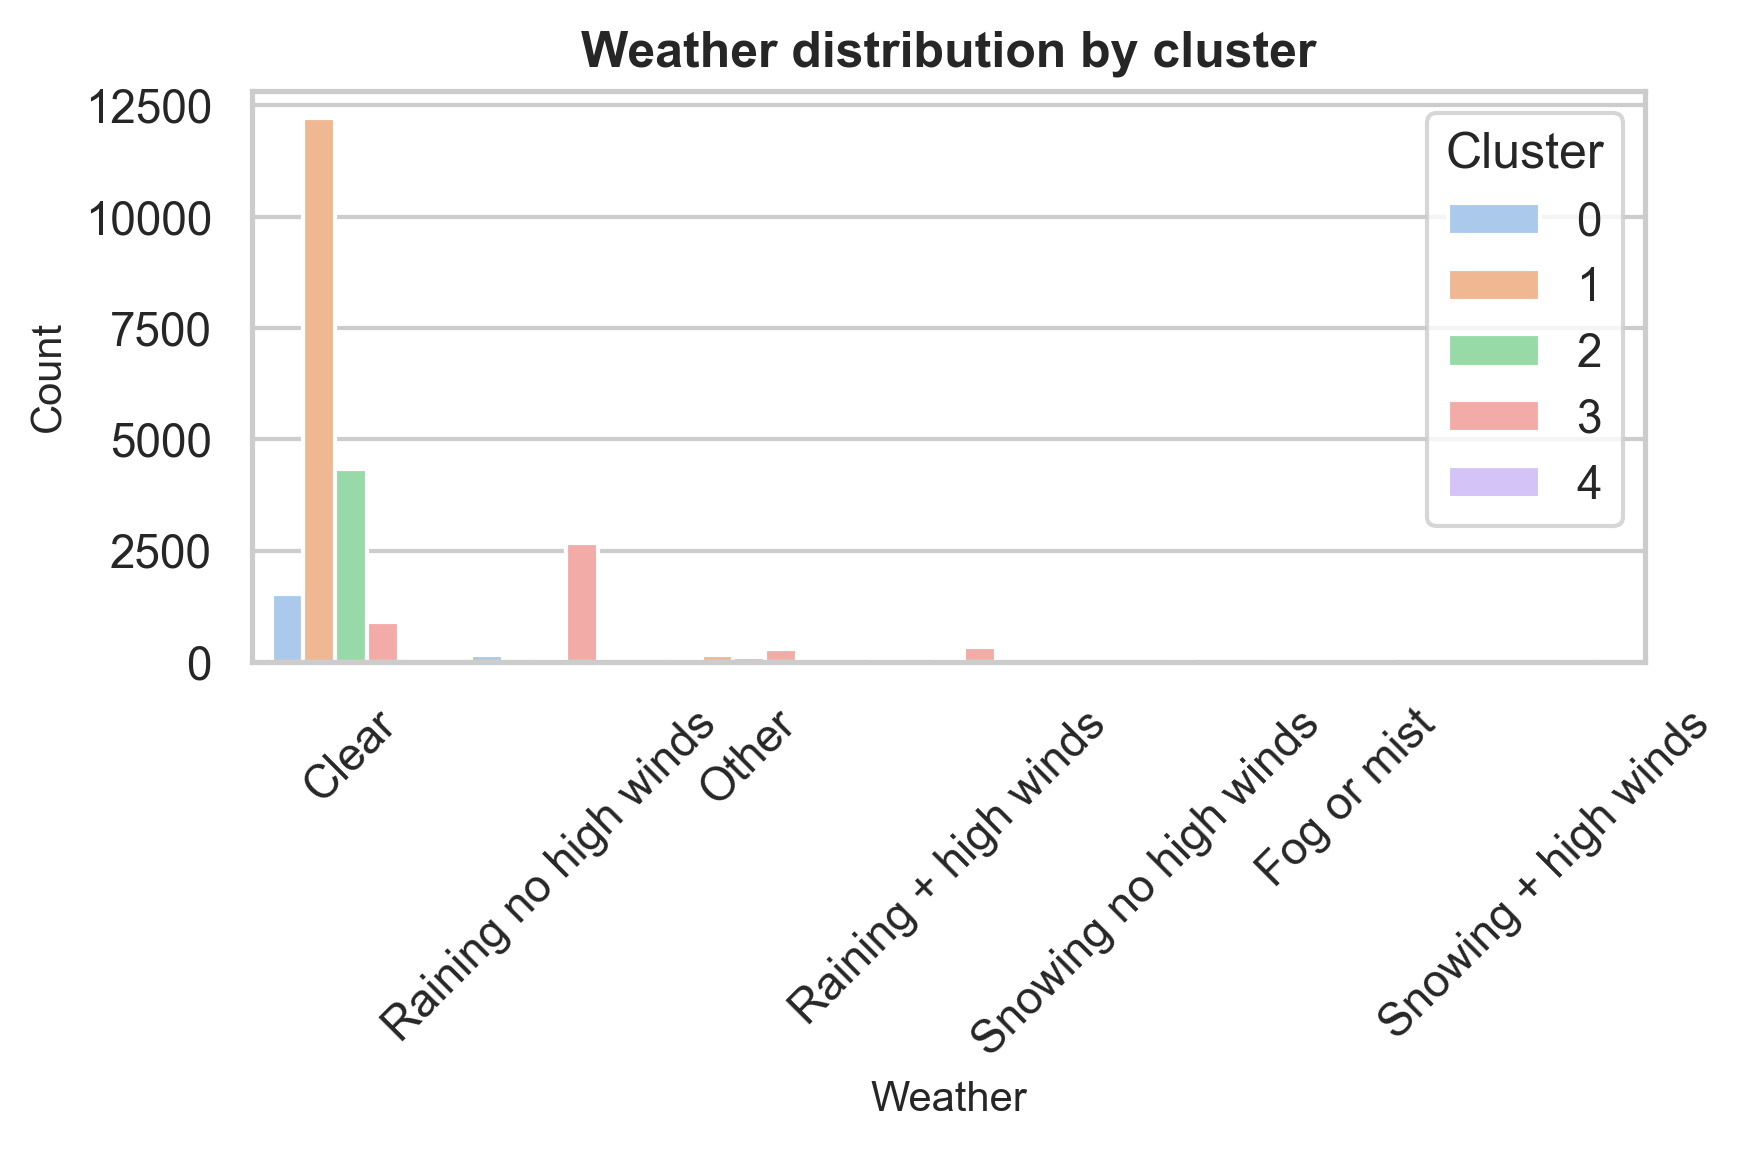 Weather distribution by cluster
12500
10000
7500
5000
2500
0
Count
Cluster
0
1
2
3
4
Clear
Raining no high winds
Other
Raining + high winds
Snowing no high winds
Fog or mist
Snowing + high winds
Weather